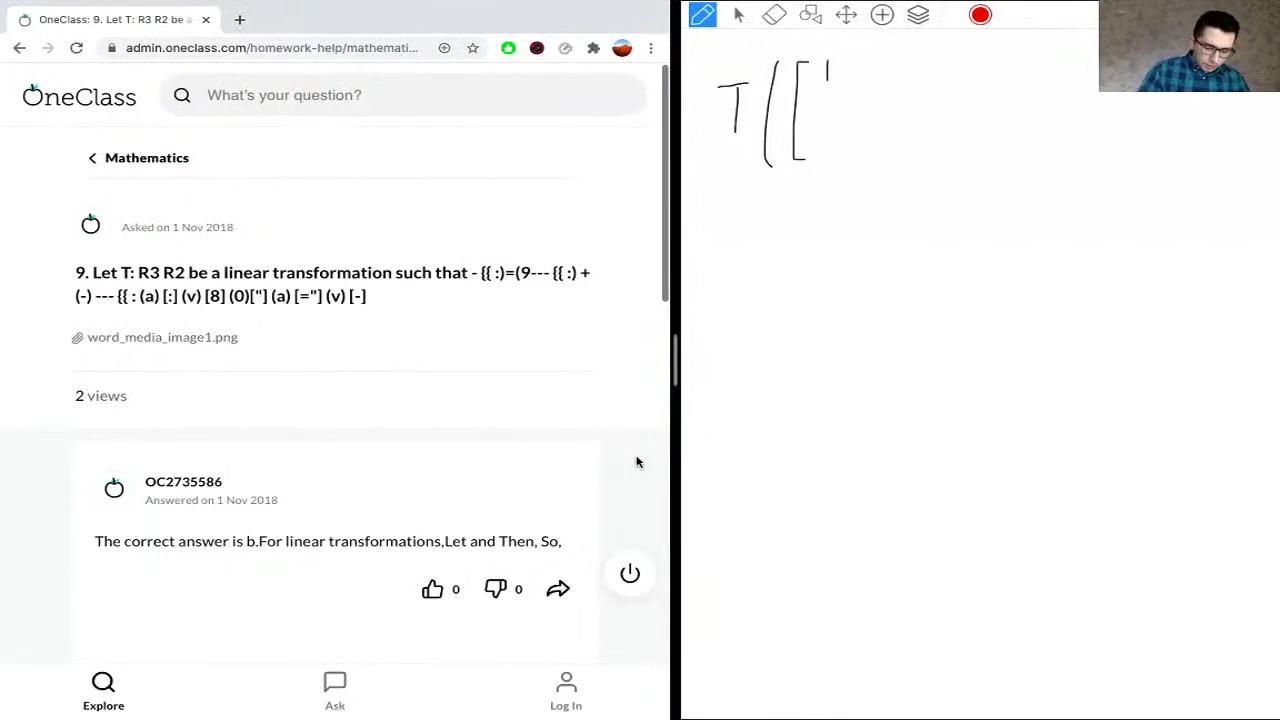 OneClass: 9. Let T: R3 R2 be a
admin.oneclass.com/homework-help/mathemati...
OneClass
What's your question?
Mathematics
Asked on 1 Nov 2018
9. Let T: R3 R2 be a linear transformation such that - {{ :)=(9--- {{ :) +
(-) --- {{ : (a) [:] (v) [8] (0)["] (a) [="] (v) [-]
word_media_image1.png
2 views
OC2735586
Answered on 1 Nov 2018
The correct answer is b.For linear transformations,Let and Then, So,
0
0
Explore
Ask
Log In
T([1